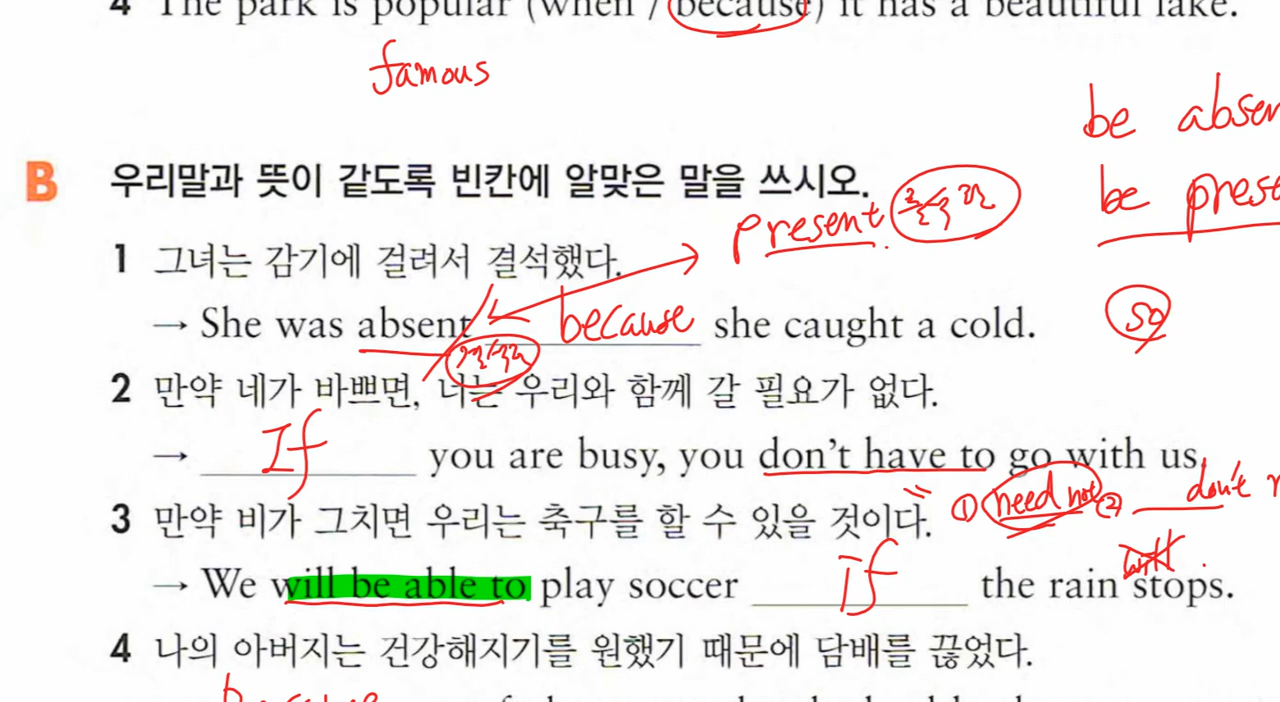 4 The park is popular (when / because) it has a beautiful lake.
famous
be absen
B 우리말과 뜻이 같도록 빈칸에 알맞은 말을 쓰시오.
be prese
present 출석한
1 그녀는 감기에 걸려서 결석했다.
→ She was absent because she caught a cold.
so
결석한
2 만약 네가 바쁘면, 너는 우리와 함께 갈 필요가 없다.
→ If you are busy, you don't have to go with us.
① need not ② don't
3 만약 비가 그치면 우리는 축구를 할 수 있을 것이다.
will
→ We will be able to play soccer If the rain stops.
4 나의 아버지는 건강해지기를 원했기 때문에 담배를 끊었다.